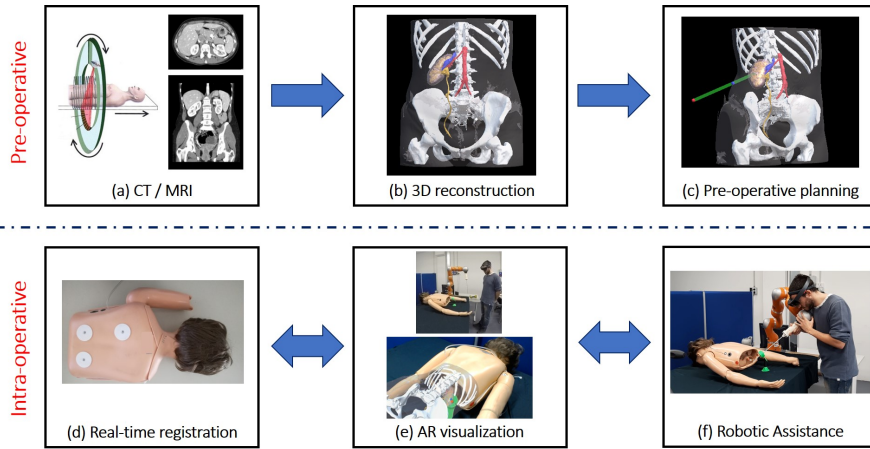 Pre-operative
(a) CT / MRI
(b) 3D reconstruction
(c) Pre-operative planning
Intra-operative
(d) Real-time registration
(e) AR visualization
(f) Robotic Assistance